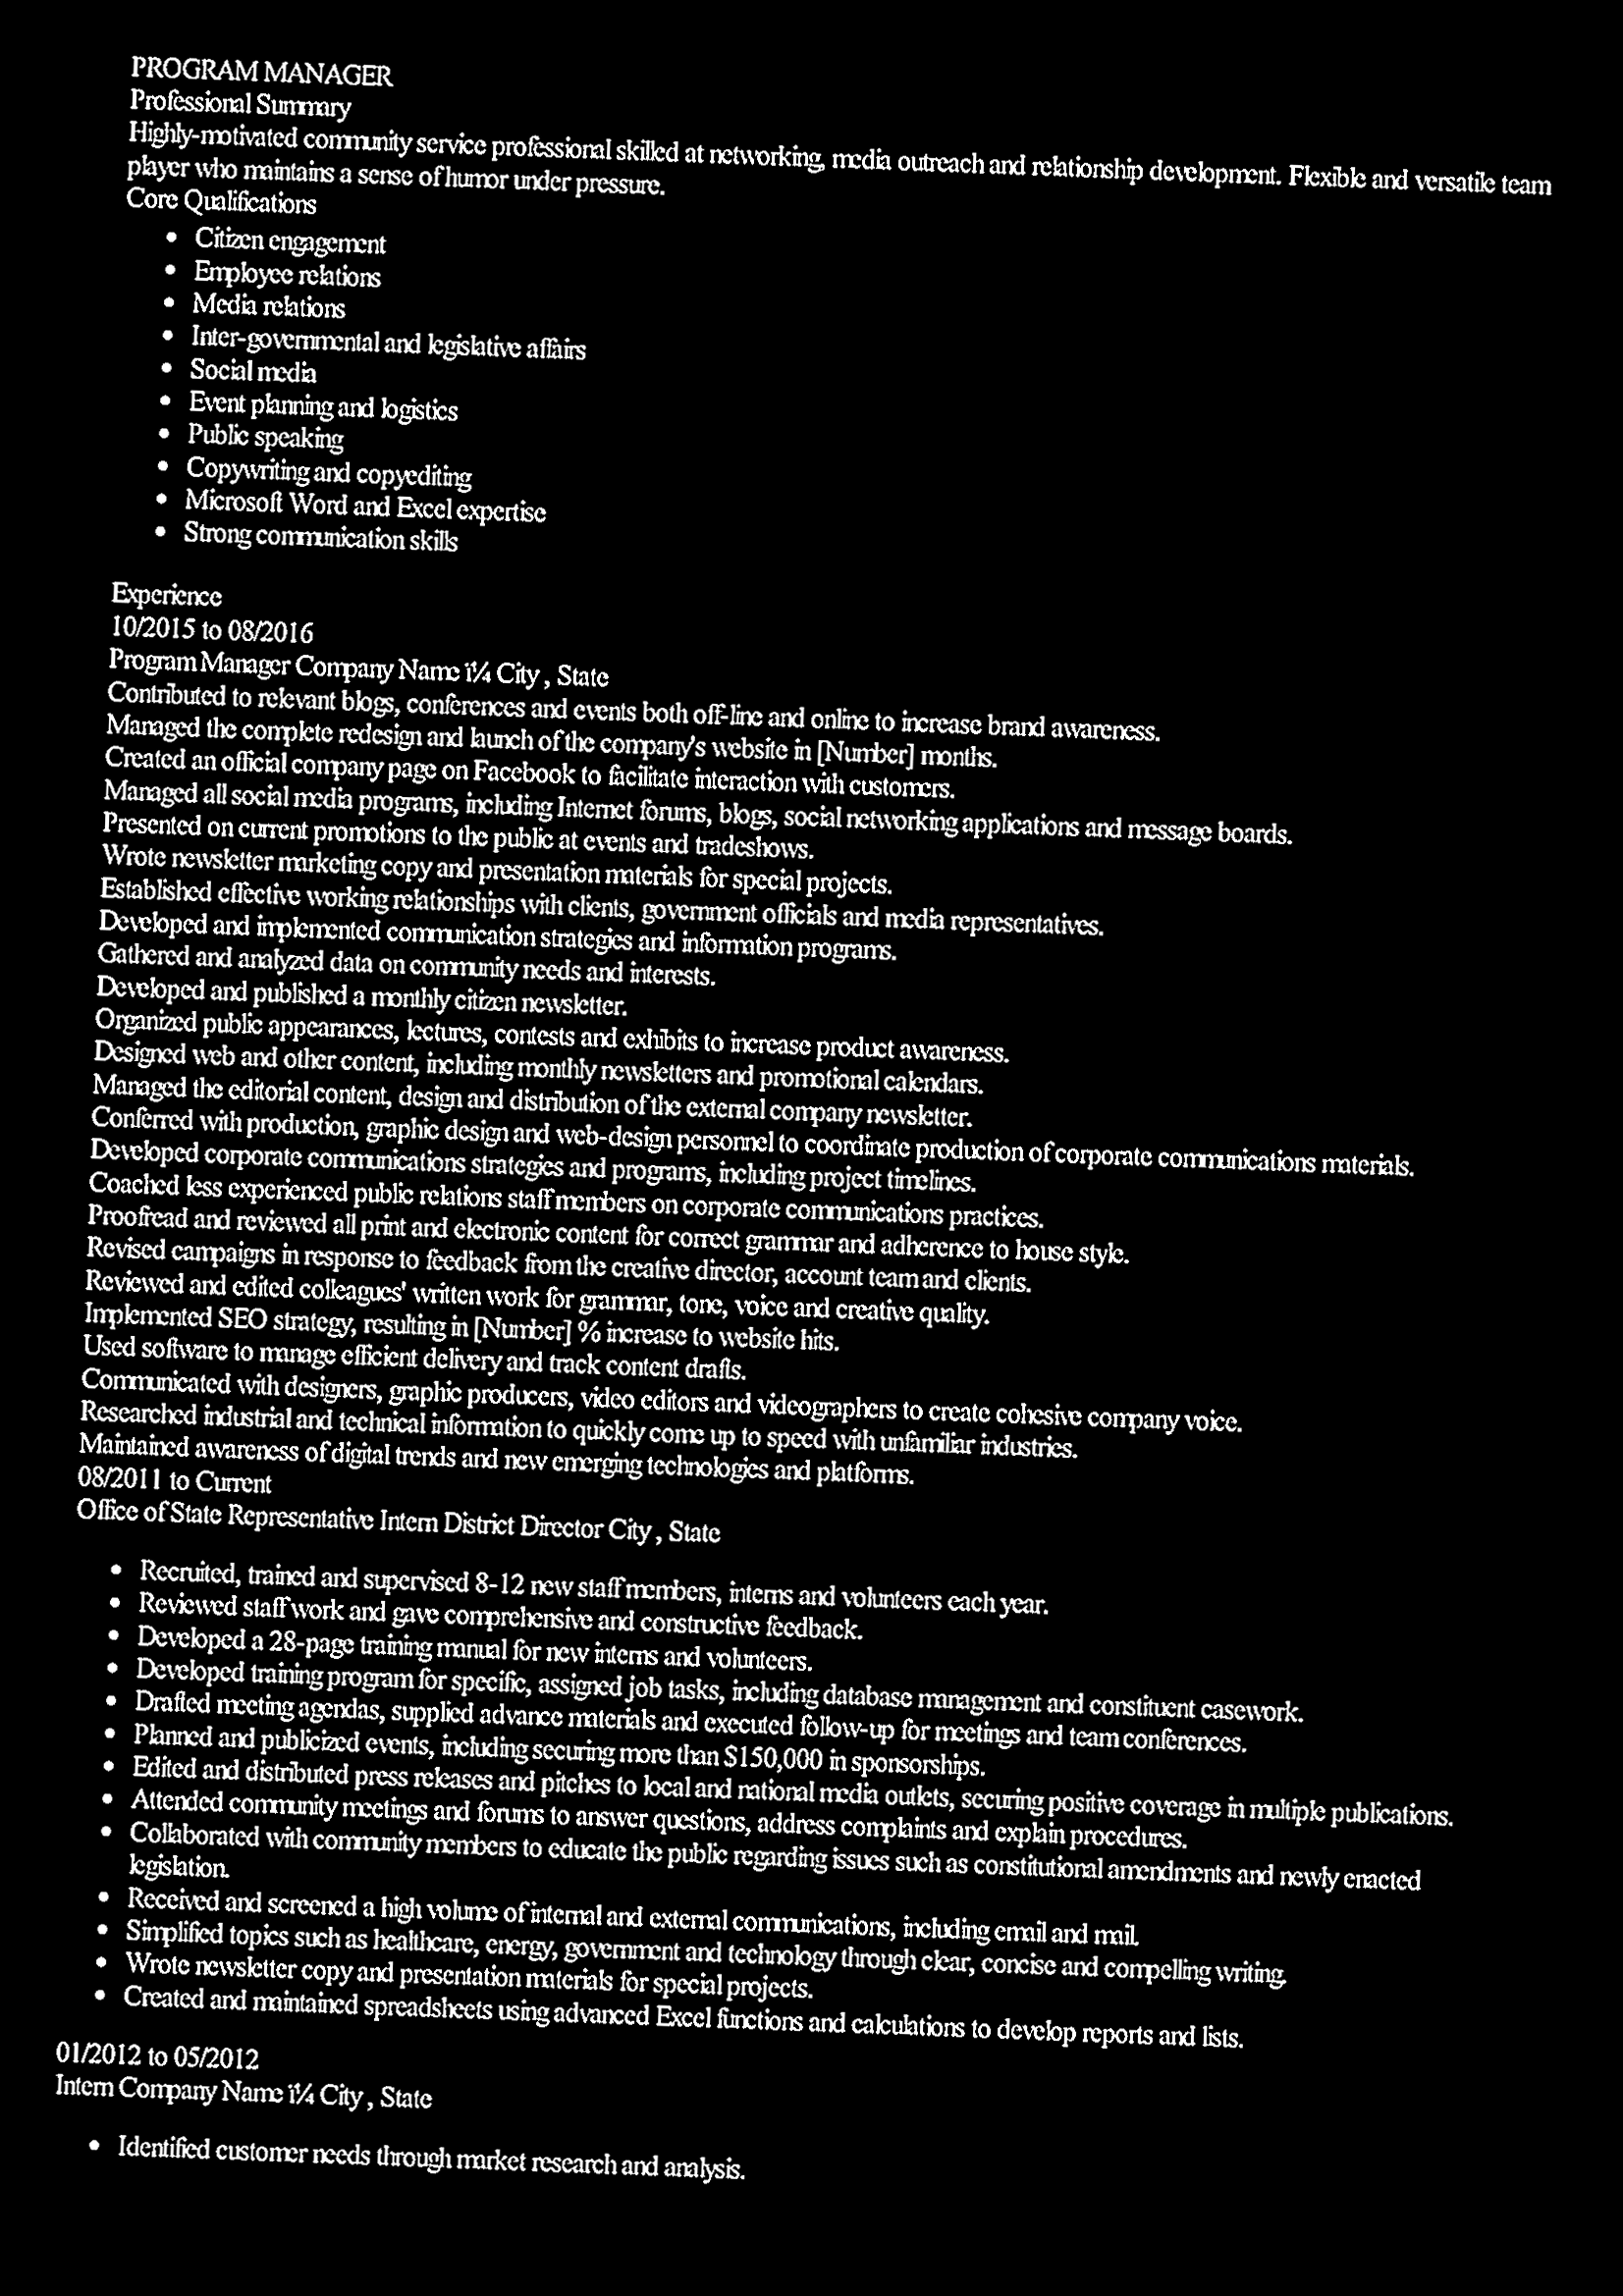 PROGRAM MANAGER
Professional Summary
Highly-motivated community service professional skilled at networking, media outreach and relationship development. Flexible and versatile team
player who maintains a sense of humor under pressure.
Core Qualifications
• Citizen engagement
• Employee relations
• Media relations
• Inter-governmental and legislative affairs
• Social media
• Event planning and logistics
• Public speaking
• Copywriting and copyediting
• Microsoft Word and Excel expertise
• Strong communication skills
Experience
10/2015 to 08/2016
Program Manager Company Name ï¼ City , State
Contributed to relevant blogs, conferences and events both off-line and online to increase brand awareness.
Managed the complete redesign and launch of the company's website in [Number] months.
Created an official company page on Facebook to facilitate interaction with customers.
Managed all social media programs, including Internet forums, blogs, social networking applications and message boards.
Presented on current promotions to the public at events and tradeshows.
Wrote newsletter marketing copy and presentation materials for special projects.
Established effective working relationships with clients, government officials and media representatives.
Developed and implemented communication strategies and information programs.
Gathered and analyzed data on community needs and interests.
Developed and published a monthly citizen newsletter.
Organized public appearances, lectures, contests and exhibits to increase product awareness.
Designed web and other content, including monthly newsletters and promotional calendars.
Managed the editorial content, design and distribution of the external company newsletter.
Conferred with production, graphic design and web-design personnel to coordinate production of corporate communications materials.
Developed corporate communications strategies and programs, including project timelines.
Coached less experienced public relations staff members on corporate communications practices.
Proofread and reviewed all print and electronic content for correct grammar and adherence to house style.
Revised campaigns in response to feedback from the creative director, account team and clients.
Reviewed and edited colleagues' written work for grammar, tone, voice and creative quality.
Implemented SEO strategy, resulting in [Number] % increase to website hits.
Used software to manage efficient delivery and track content drafts.
Communicated with designers, graphic producers, video editors and videographers to create cohesive company voice.
Researched industrial and technical information to quickly come up to speed with unfamiliar industries.
Maintained awareness of digital trends and new emerging technologies and platforms.
08/2011 to Current
Office of State Representative Intern District Director City , State
• Recruited, trained and supervised 8-12 new staff members, interns and volunteers each year.
• Reviewed staff work and gave comprehensive and constructive feedback.
• Developed a 28-page training manual for new interns and volunteers.
• Developed training program for specific, assigned job tasks, including database management and constituent casework.
• Drafted meeting agendas, supplied advance materials and executed follow-up for meetings and team conferences.
• Planned and publicized events, including securing more than $150,000 in sponsorships.
• Edited and distributed press releases and pitches to local and national media outlets, securing positive coverage in multiple publications.
• Attended community meetings and forums to answer questions, address complaints and explain procedures.
• Collaborated with community members to educate the public regarding issues such as constitutional amendments and newly enacted
legislation.
• Received and screened a high volume of internal and external communications, including email and mail.
• Simplified topics such as healthcare, energy, government and technology through clear, concise and compelling writing.
• Wrote newsletter copy and presentation materials for special projects.
• Created and maintained spreadsheets using advanced Excel functions and calculations to develop reports and lists.
01/2012 to 05/2012
Intern Company Name ï¼ City , State
• Identified customer needs through market research and analysis.